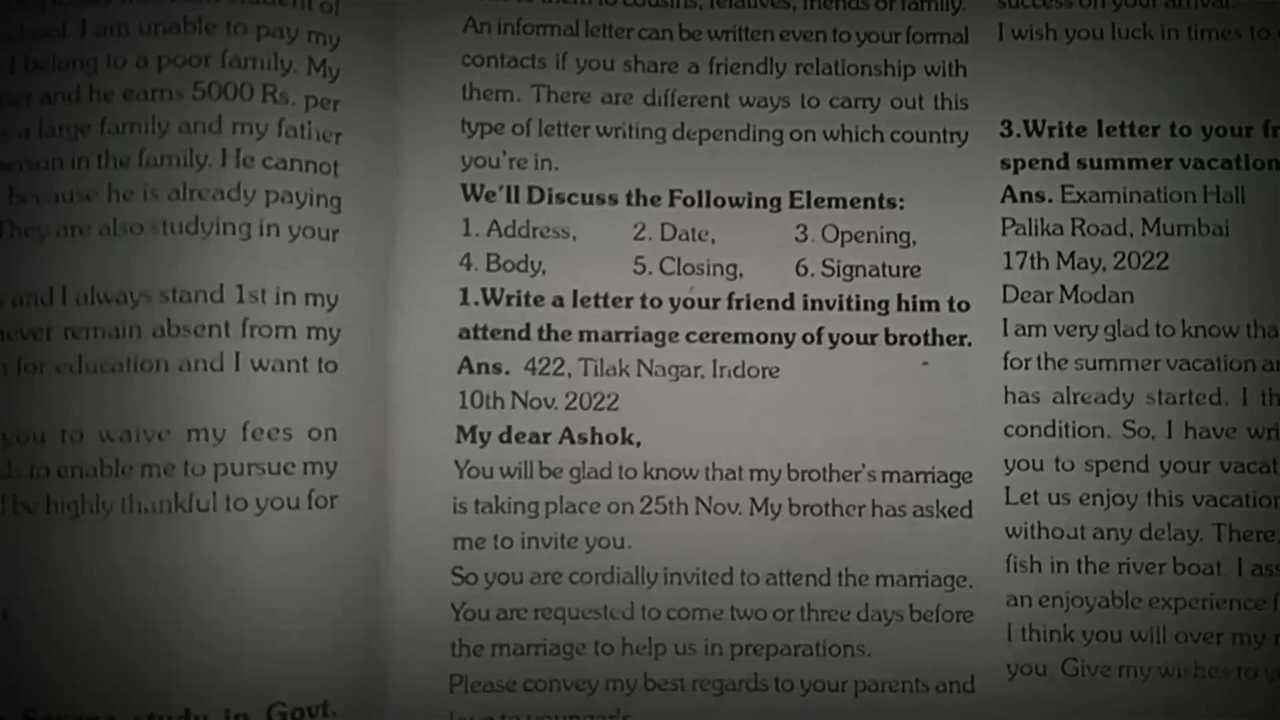 unable to pay my
to a poor family. My
and he earns 5000 Rs. per
a large family and my father
in the family. He cannot
because he is already paying
They are also studying in your
and I always stand 1st in my
never remain absent from my
for education and I want to
you to waive my fees on
to enable me to pursue my
be highly thankful to you for
study in Govt.
cousins, relatives, friends or family.
An informal letter can be written even to your formal
contacts if you share a friendly relationship with
them. There are different ways to carry out this
type of letter writing depending on which country
you're in.
We'll Discuss the Following Elements:
1. Address, 2. Date, 3. Opening,
4. Body, 5. Closing, 6. Signature
1.Write a letter to your friend inviting him to
attend the marriage ceremony of your brother.
Ans. 422, Tilak Nagar, Indore
10th Nov. 2022
My dear Ashok,
You will be glad to know that my brother's marriage
is taking place on 25th Nov. My brother has asked
me to invite you.
So you are cordially invited to attend the marriage.
You are requested to come two or three days before
the marriage to help us in preparations.
Please convey my best regards to your parents and
success on your arrival.
I wish you luck in times to
3.Write letter to your
spend summer vacation
Ans. Examination Hall
Palika Road, Mumbai
17th May, 2022
Dear Modan
I am very glad to know
for the summer vacation
has already started. I
condition. So, I have
you to spend your
Let us enjoy this
without any delay.
fish in the river boat. I
an enjoyable experience
I think you will over my
you. Give my wishes to